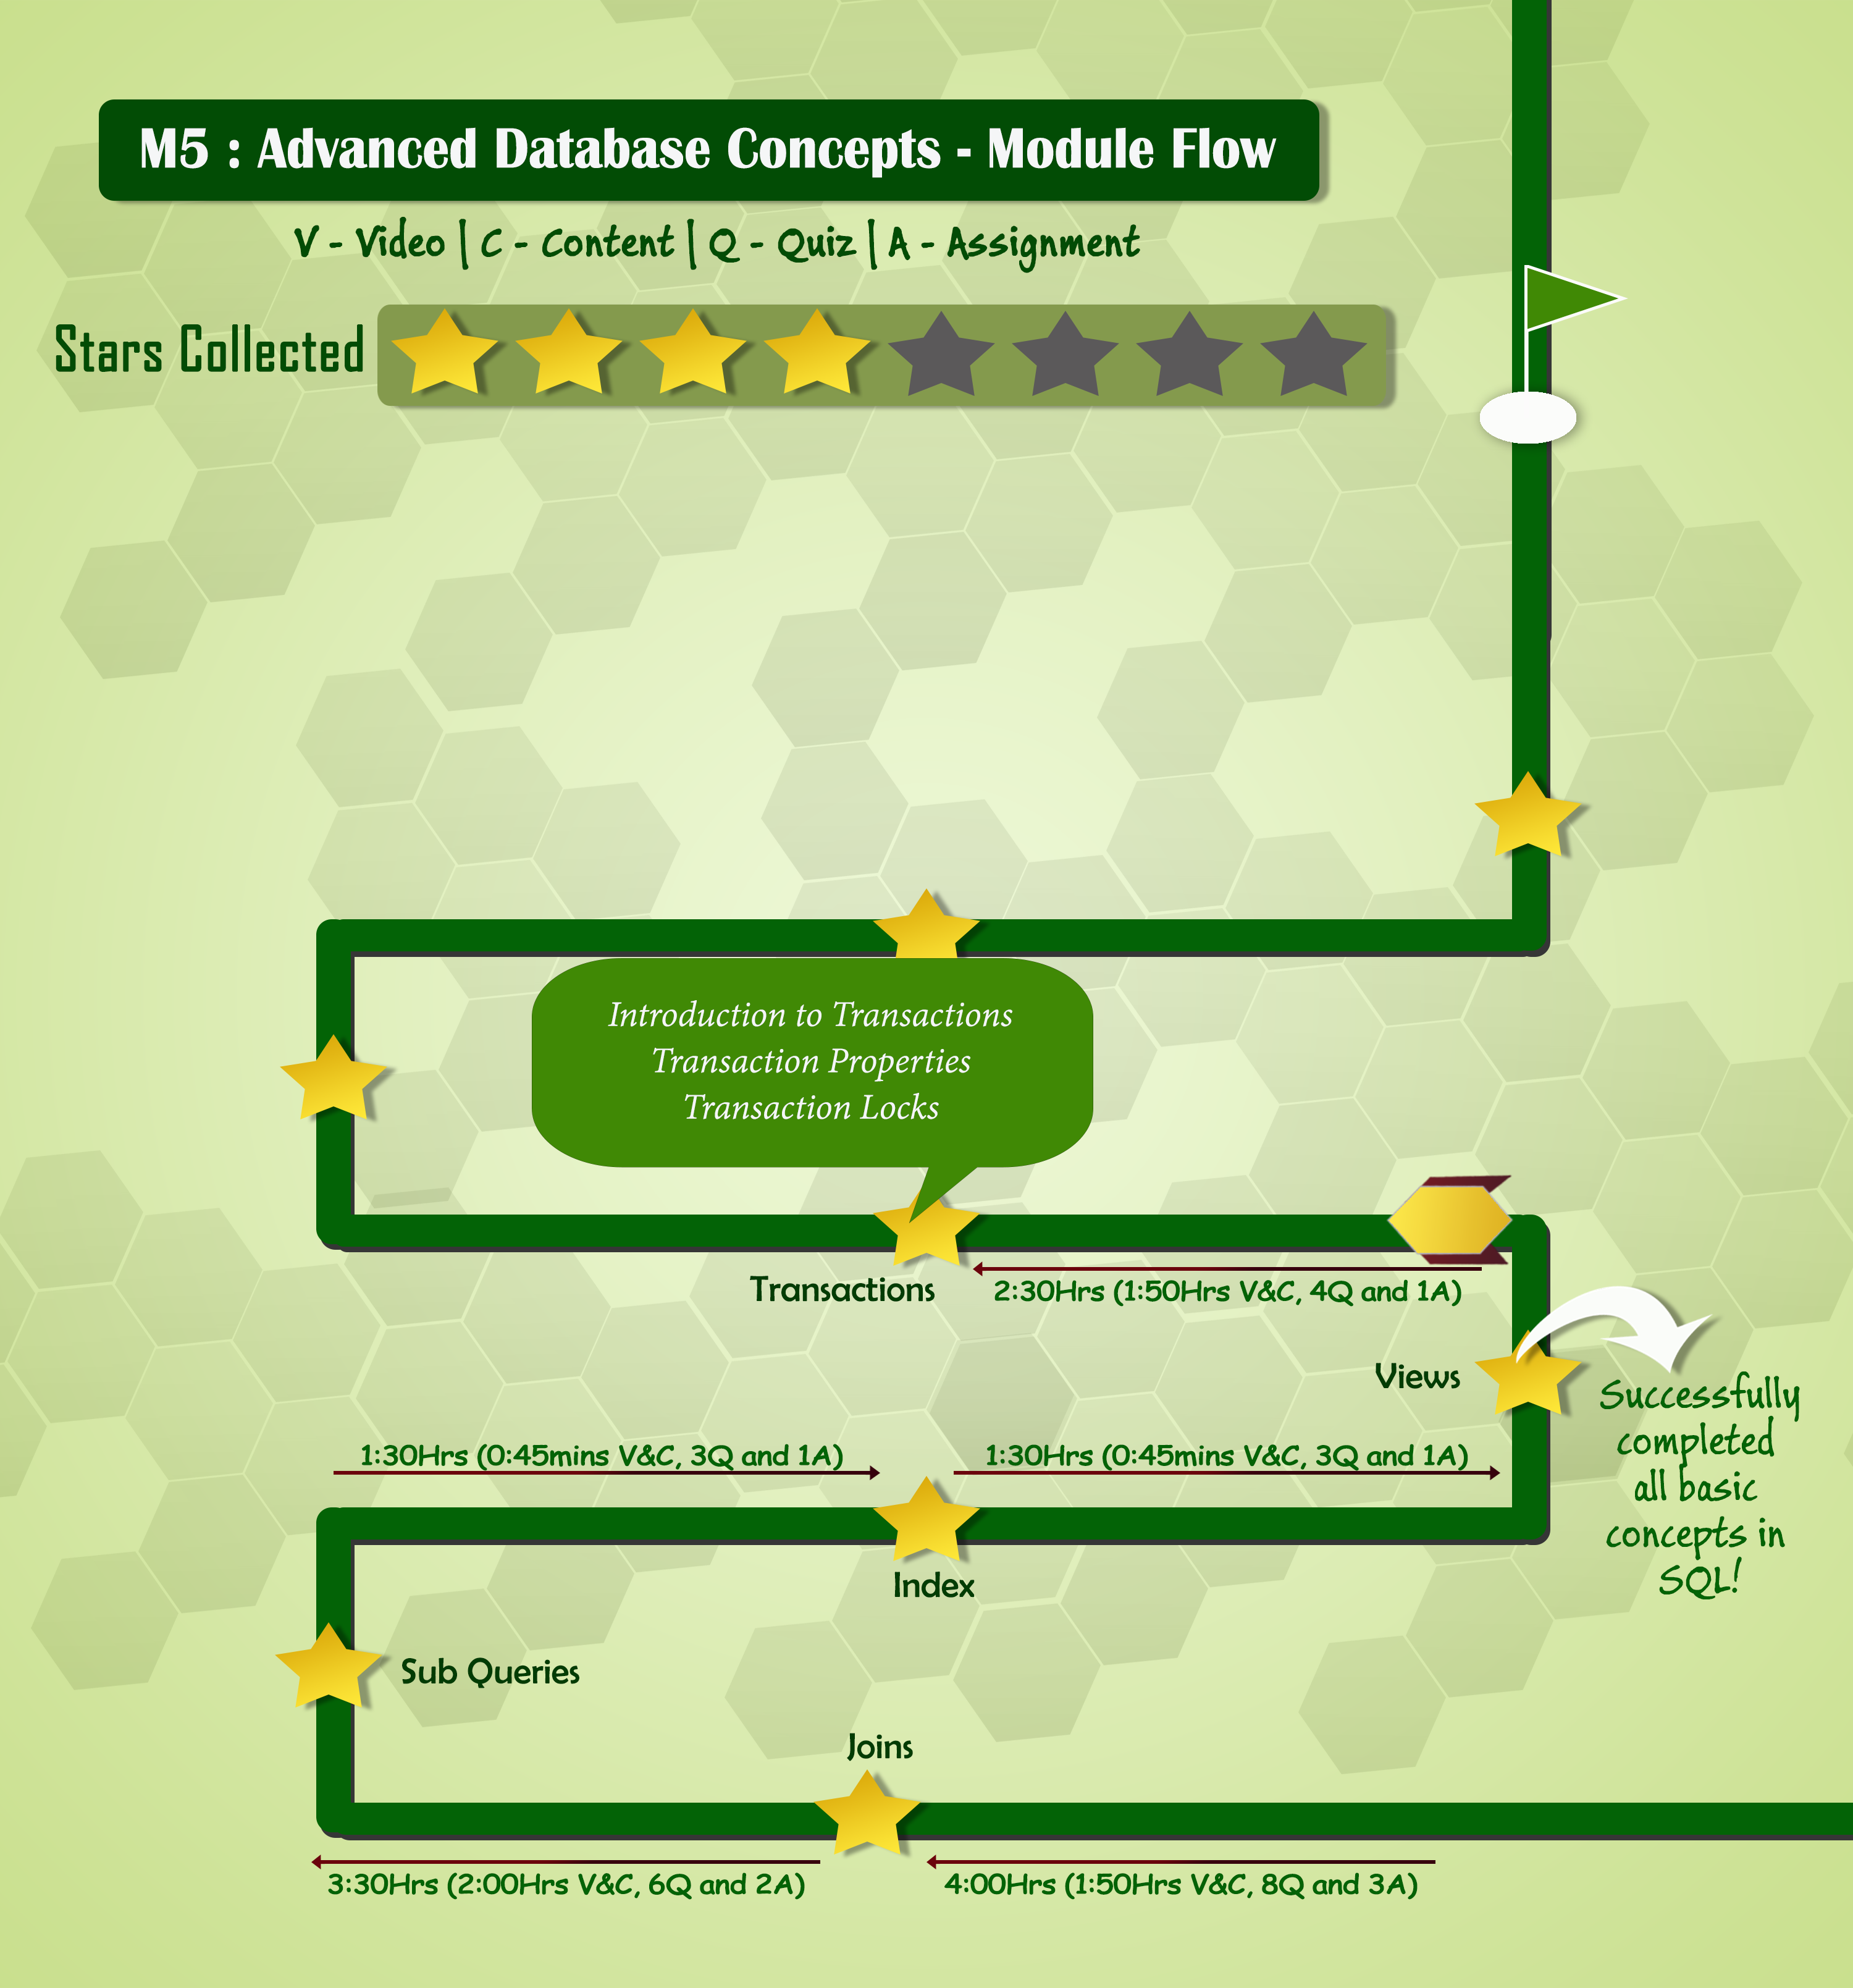 M5 : Advanced Database Concepts - Module Flow
V - Video | C - Content | Q - Quiz | A - Assignment
Stars Collected
Introduction to Transactions
Transaction Properties
Transaction Locks
Transactions
2:30Hrs (1:50Hrs V&C, 4Q and 1A)
Views
Successfully
completed
all basic
concepts in
SQL!
1:30Hrs (0:45mins V&C, 3Q and 1A)
1:30Hrs (0:45mins V&C, 3Q and 1A)
Index
Sub Queries
Joins
3:30Hrs (2:00Hrs V&C, 6Q and 2A)
4:00Hrs (1:50Hrs V&C, 8Q and 3A)